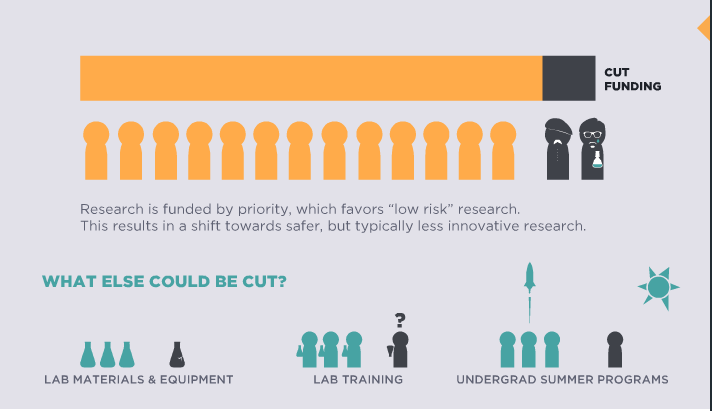 CUT
FUNDING
Research is funded by priority, which favors “low risk” research.
This results in a shift towards safer, but typically less innovative research.
WHAT ELSE COULD BE CUT?
?
LAB MATERIALS & EQUIPMENT
LAB TRAINING
UNDERGRAD SUMMER PROGRAMS